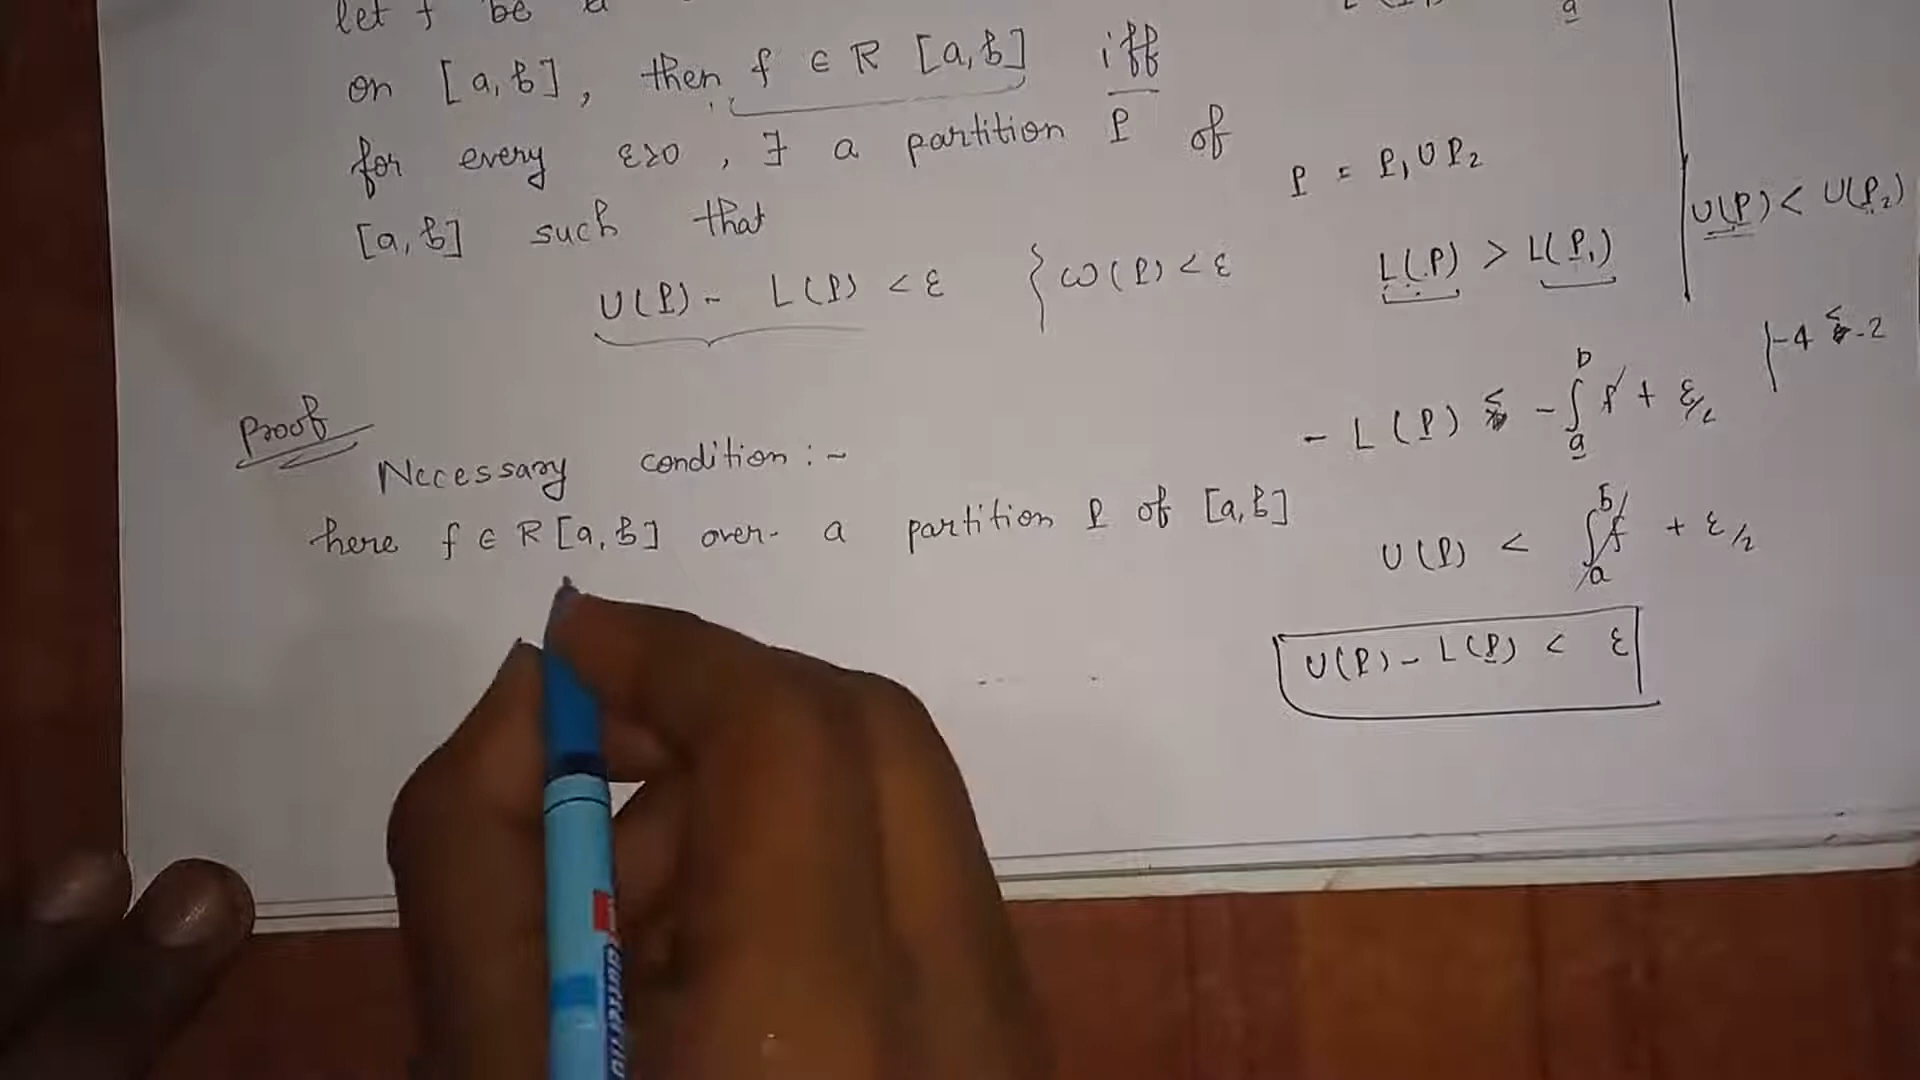 let f be a
on [a, b], then f ∈ R [a,b] iff
for every ε>0, ∃ a partition P of
[a, b] such that
U(P) - L(P) < ε { ω(P) < ε
Proof
Necessary condition :-
here f ∈ R[a, b] over a partition P of [a,b]
a
P = P₁ ∪ P₂
L(P) > L(P₁)
U(P) < U(P₂)
-4 ≤ -2
- L(P) ≤ - ∫ₐᵇ f + ε/2
U(P) < ∫ₐᵇ f + ε/2
U(P) - L(P) < ε